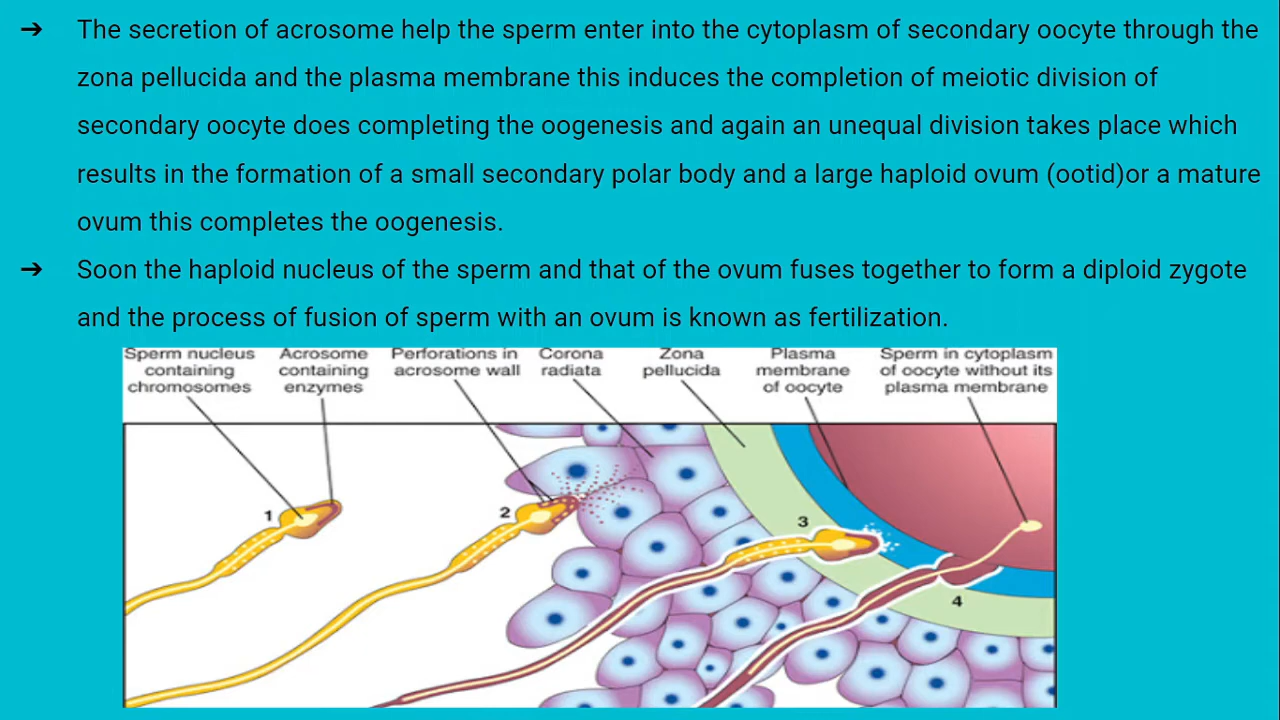 ➔ The secretion of acrosome help the sperm enter into the cytoplasm of secondary oocyte through the
zona pellucida and the plasma membrane this induces the completion of meiotic division of
secondary oocyte does completing the oogenesis and again an unequal division takes place which
results in the formation of a small secondary polar body and a large haploid ovum (ootid)or a mature
ovum this completes the oogenesis.
➔ Soon the haploid nucleus of the sperm and that of the ovum fuses together to form a diploid zygote
and the process of fusion of sperm with an ovum is known as fertilization.
Sperm nucleus
containing
chromosomes
Acrosome
containing
enzymes
Perforations in
acrosome wall
Corona
radiata
Zona
pellucida
Plasma
membrane
of oocyte
Sperm in cytoplasm
of oocyte without its
plasma membrane
1
2
3
4